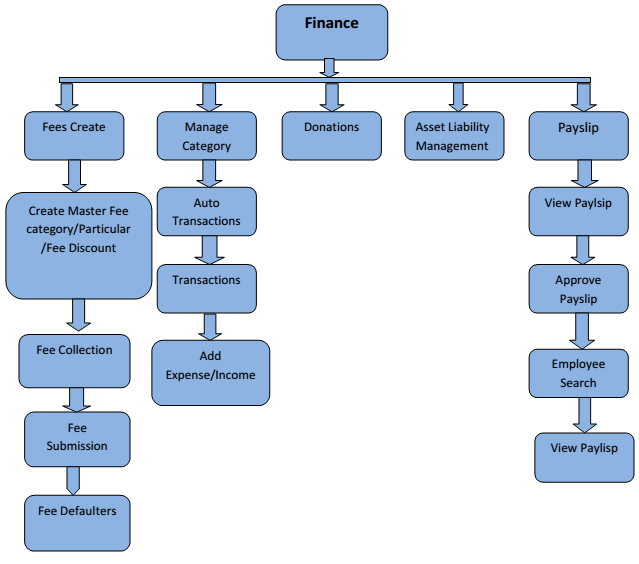 Finance
Fees Create
Create Master Fee
category/Particular
/Fee Discount
Fee Collection
Fee
Submission
Fee Defaulters
Manage
Category
Auto
Transactions
Transactions
Add
Expense/Income
Donations
Asset Liability
Management
Payslip
View Paylsip
Approve
Payslip
Employee
Search
View Paylisp